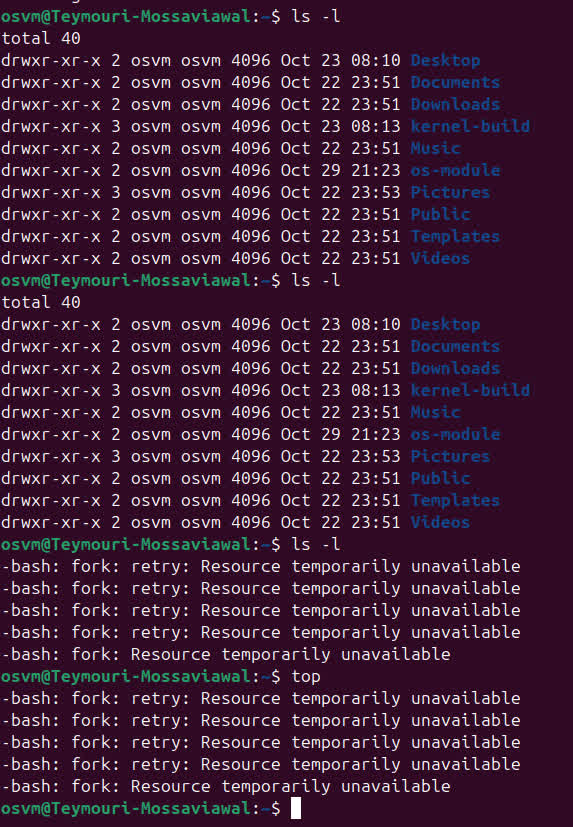 osvm@Teymouri-Mossaviawal:~$ ls -l
total 40
drwxr-xr-x 2 osvm osvm 4096 Oct 23 08:10 Desktop
drwxr-xr-x 2 osvm osvm 4096 Oct 22 23:51 Documents
drwxr-xr-x 2 osvm osvm 4096 Oct 22 23:51 Downloads
drwxr-xr-x 3 osvm osvm 4096 Oct 23 08:13 kernel-build
drwxr-xr-x 2 osvm osvm 4096 Oct 22 23:51 Music
drwxr-xr-x 2 osvm osvm 4096 Oct 29 21:23 os-module
drwxr-xr-x 3 osvm osvm 4096 Oct 22 23:53 Pictures
drwxr-xr-x 2 osvm osvm 4096 Oct 22 23:51 Public
drwxr-xr-x 2 osvm osvm 4096 Oct 22 23:51 Templates
drwxr-xr-x 2 osvm osvm 4096 Oct 22 23:51 Videos
osvm@Teymouri-Mossaviawal:~$ ls -l
total 40
drwxr-xr-x 2 osvm osvm 4096 Oct 23 08:10 Desktop
drwxr-xr-x 2 osvm osvm 4096 Oct 22 23:51 Documents
drwxr-xr-x 2 osvm osvm 4096 Oct 22 23:51 Downloads
drwxr-xr-x 3 osvm osvm 4096 Oct 23 08:13 kernel-build
drwxr-xr-x 2 osvm osvm 4096 Oct 22 23:51 Music
drwxr-xr-x 2 osvm osvm 4096 Oct 29 21:23 os-module
drwxr-xr-x 3 osvm osvm 4096 Oct 22 23:53 Pictures
drwxr-xr-x 2 osvm osvm 4096 Oct 22 23:51 Public
drwxr-xr-x 2 osvm osvm 4096 Oct 22 23:51 Templates
drwxr-xr-x 2 osvm osvm 4096 Oct 22 23:51 Videos
osvm@Teymouri-Mossaviawal:~$ ls -l
-bash: fork: retry: Resource temporarily unavailable
-bash: fork: retry: Resource temporarily unavailable
-bash: fork: retry: Resource temporarily unavailable
-bash: fork: retry: Resource temporarily unavailable
-bash: fork: Resource temporarily unavailable
osvm@Teymouri-Mossaviawal:~$ top
-bash: fork: retry: Resource temporarily unavailable
-bash: fork: retry: Resource temporarily unavailable
-bash: fork: retry: Resource temporarily unavailable
-bash: fork: retry: Resource temporarily unavailable
-bash: fork: Resource temporarily unavailable
osvm@Teymouri-Mossaviawal:~$